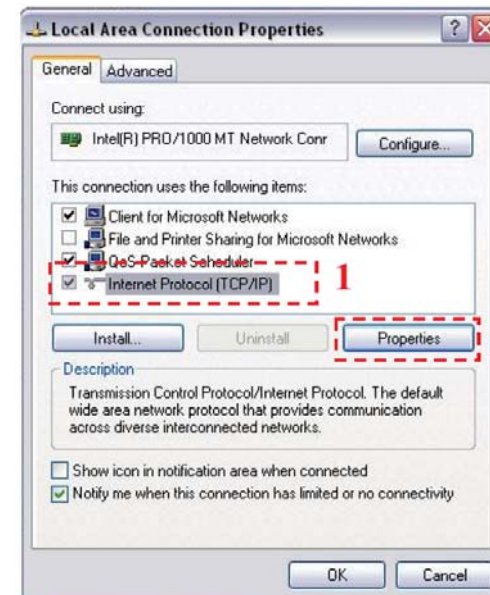 Local Area Connection Properties
General Advanced
Connect using:
Intel(R) PRO/1000 MT Network Conr Configure...
This connection uses the following items:
Client for Microsoft Networks
File and Printer Sharing for Microsoft Networks
QoS Packet Scheduler
Internet Protocol (TCP/IP) 1
Install... Uninstall Properties
Description
Transmission Control Protocol/Internet Protocol. The default
wide area network protocol that provides communication
across diverse interconnected networks.
Show icon in notification area when connected
Notify me when this connection has limited or no connectivity
OK Cancel